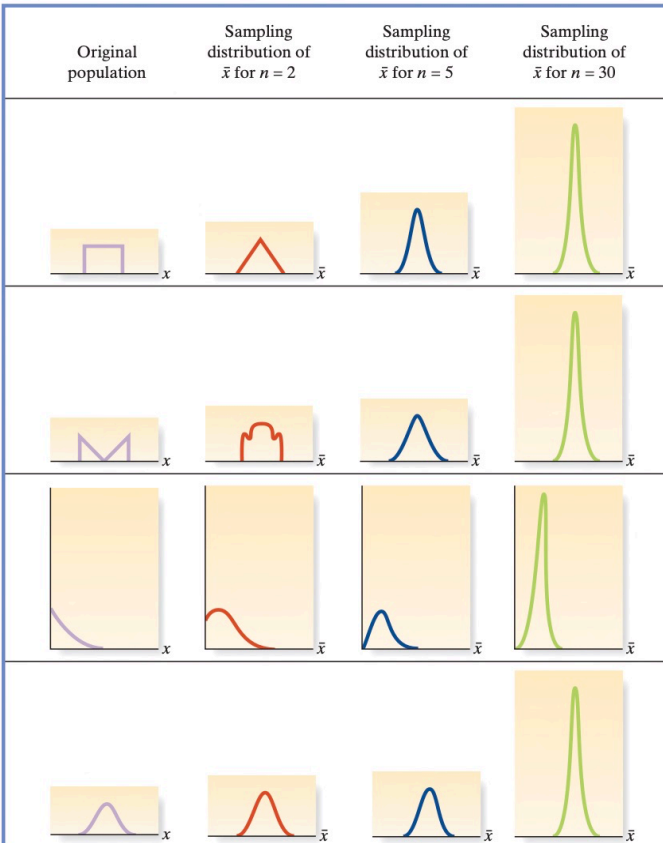 Original
population
Sampling
distribution of
x̄ for n = 2
Sampling
distribution of
x̄ for n = 5
Sampling
distribution of
x̄ for n = 30
x
x̄
x̄
x̄
x
x̄
x̄
x̄
x
x̄
x̄
x̄
x
x̄
x̄
x̄